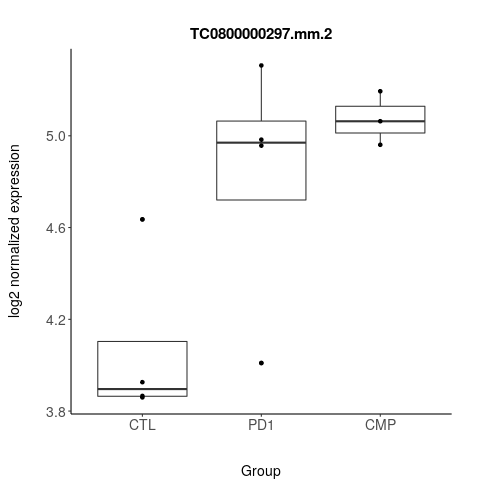 TC0800000297.mm.2
log2 normalized expression
5.0
4.6
4.2
3.8
CTL PD1 CMP
Group